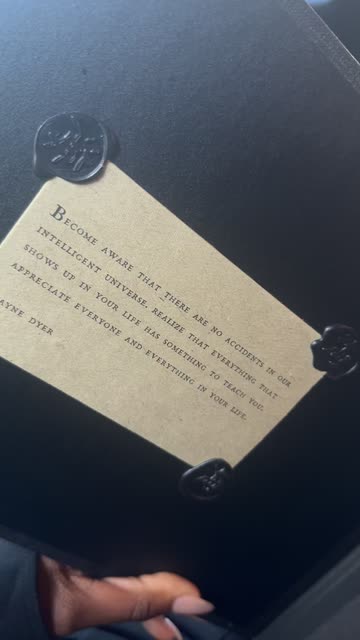 Become aware that there are no accidents in our
intelligent universe. Realize that everything that
shows up in your life has something to teach you.
Appreciate everyone and everything in your life.
ayne Dyer